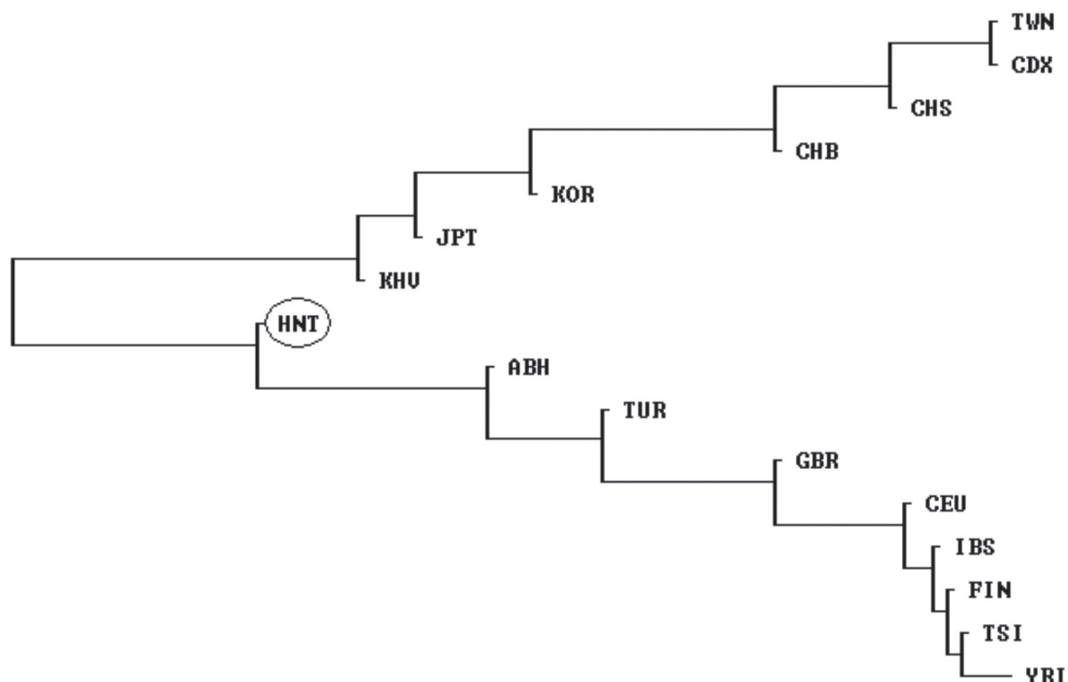 TWN
CDX
CHS
CHB
KOR
JPT
KHV
HNT
ABH
TUR
GBR
CEU
IBS
FIN
TSI
YRI